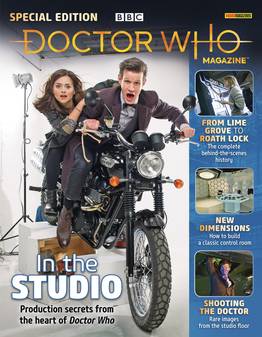 SPECIAL EDITION
BBC
DOCTOR WHO
MAGAZINE
FROM LIME
GROVE TO
ROATH LOCK
The complete
behind-the-scenes
history
NEW
DIMENSIONS
How to build
a classic control room
In the
STUDIO
Production secrets from
the heart of Doctor Who
SHOOTING
THE DOCTOR
Rare images
from the studio floor